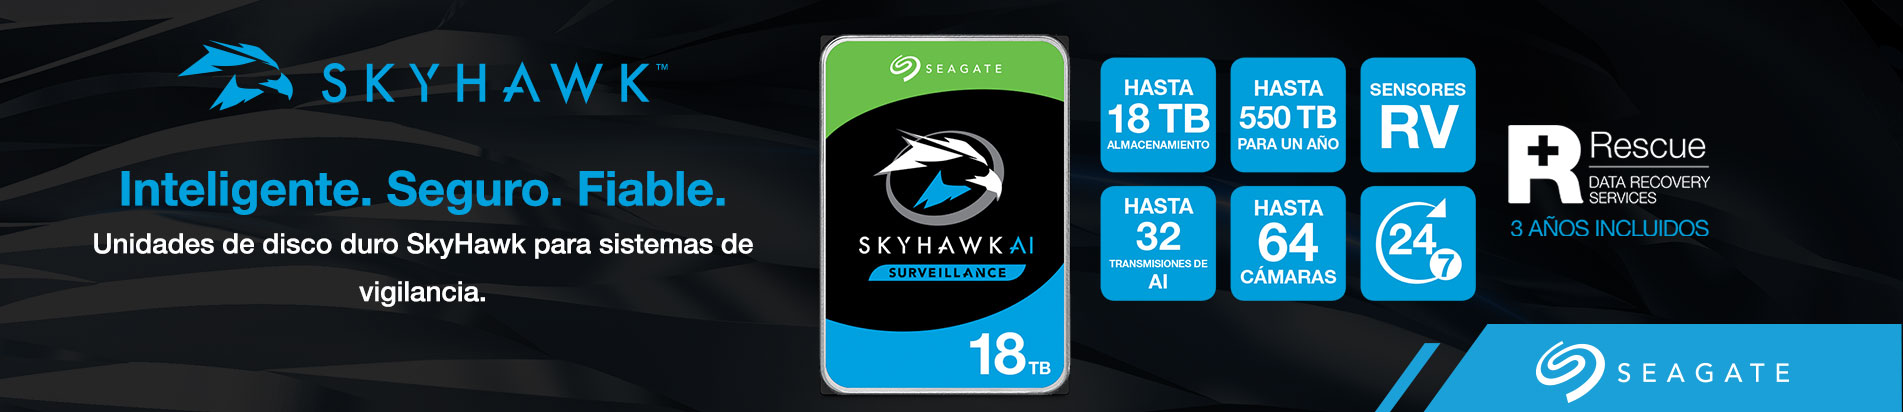 SKYHAWK™
Inteligente. Seguro. Fiable.
Unidades de disco duro SkyHawk para sistemas de
vigilancia.
SEAGATE
SKYHAWK AI
SURVEILLANCE
18 TB
HASTA
18 TB
ALMACENAMIENTO
HASTA
550 TB
PARA UN AÑO
SENSORES
RV
HASTA
32
TRANSMISIONES DE
AI
HASTA
64
CÁMARAS
24
7
R
Rescue
DATA RECOVERY
SERVICES
3 AÑOS INCLUIDOS
SEAGATE